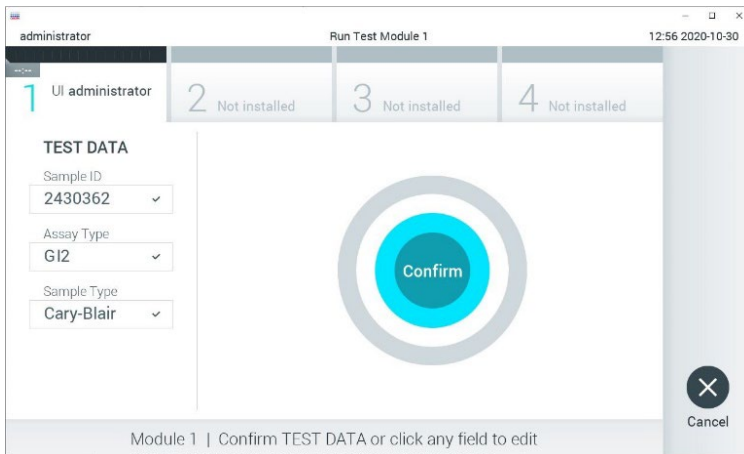 administrator Run Test Module 1 12:56 2020-10-30
--:--
1 UI administrator 2 Not installed 3 Not installed 4 Not installed
TEST DATA
Sample ID
2430362
Assay Type
GI2
Sample Type
Cary-Blair
Confirm
Cancel
Module 1 | Confirm TEST DATA or click any field to edit